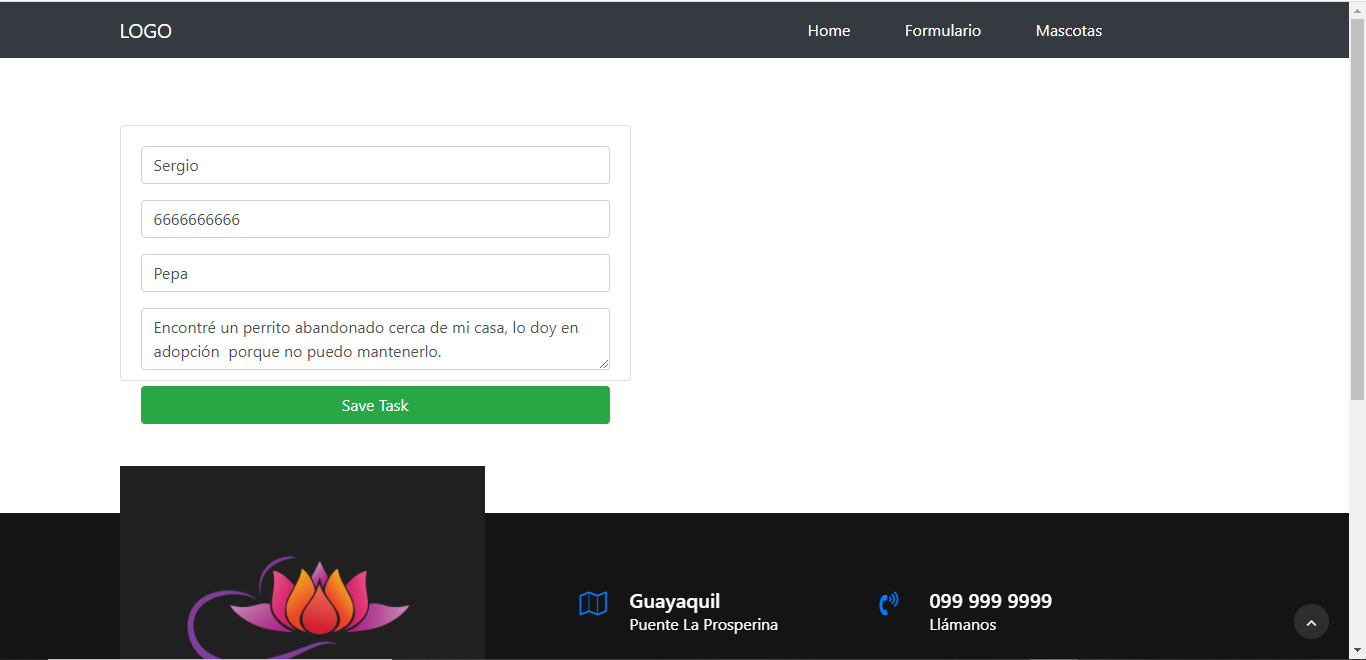 LOGO Home Formulario Mascotas
Sergio
6666666666
Pepa
Encontré un perrito abandonado cerca de mi casa, lo doy en
adopción  porque no puedo mantenerlo.
Save Task
Guayaquil
Puente La Prosperina
099 999 9999
Llámanos